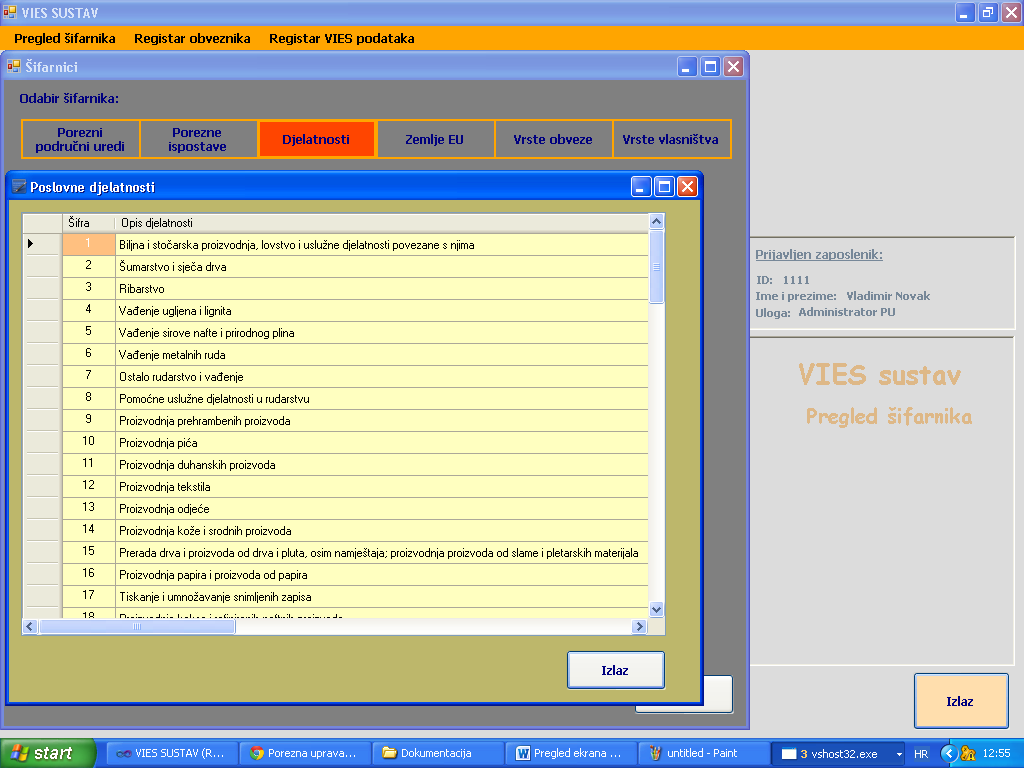 VIES SUSTAV
Pregled šifarnika Registar obveznika Registar VIES podataka
Šifarnici
Odabir šifarnika:
Porezni područni uredi
Porezne ispostave
Djelatnosti
Zemlje EU
Vrste obveze
Vrste vlasništva
Poslovne djelatnosti
Šifra Opis djelatnosti
1 Biljna i stočarska proizvodnja, lovstvo i uslužne djelatnosti povezane s njima
2 Šumarstvo i sječa drva
3 Ribarstvo
4 Vađenje ugljena i lignita
5 Vađenje sirove nafte i prirodnog plina
6 Vađenje metalnih ruda
7 Ostalo rudarstvo i vađenje
8 Pomoćne uslužne djelatnosti u rudarstvu
9 Proizvodnja prehrambenih proizvoda
10 Proizvodnja pića
11 Proizvodnja duhanskih proizvoda
12 Proizvodnja tekstila
13 Proizvodnja odjeće
14 Proizvodnja kože i srodnih proizvoda
15 Prerada drva i proizvoda od drva i pluta, osim namještaja; proizvodnja proizvoda od slame i pletarskih materijala
16 Proizvodnja papira i proizvoda od papira
17 Tiskanje i umnožavanje snimljenih zapisa
18 Proizvodnja koksa i rafiniranih naftnih proizvoda
Izlaz
Prijavljen zaposlenik:
ID: 1111
Ime i prezime: Vladimir Novak
Uloga: Administrator PU
VIES sustav
Pregled šifarnika
Izlaz
start VIES SUSTAV (R... Porezna uprava... Dokumentacija Pregled ekrana ... untitled - Paint 3 vshost32.exe HR 12:55